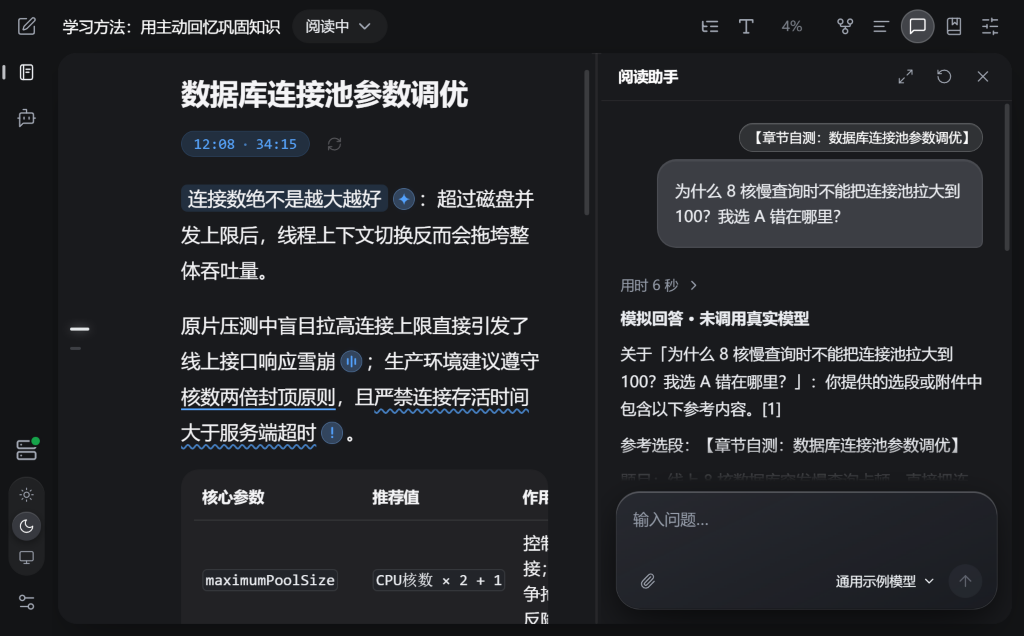 学习方法：用主动回忆巩固知识
阅读中
4%
数据库连接池参数调优
12:08 · 34:15
连接数绝不是越大越好 ：超过磁盘并
发上限后，线程上下文切换反而会拖垮整
体吞吐量。
原片压测中盲目拉高连接上限直接引发了
线上接口响应雪崩 ；生产环境建议遵守
核数两倍封顶原则，且严禁连接存活时间
大于服务端超时 ！ 。
核心参数 推荐值 作用
maximumPoolSize CPU核数 × 2 + 1
控制
接；
争抢
阅读助手
【章节自测：数据库连接池参数调优】
为什么 8 核慢查询时不能把连接池拉大到
100？我选 A 错在哪里？
用时 6 秒
模拟回答 · 未调用真实模型
关于「为什么 8 核慢查询时不能把连接池拉大到
100？我选 A 错在哪里？」：你提供的选段或附件中
包含以下参考内容。[1]
参考选段：【章节自测：数据库连接池参数调优】
输入问题...
通用示例模型